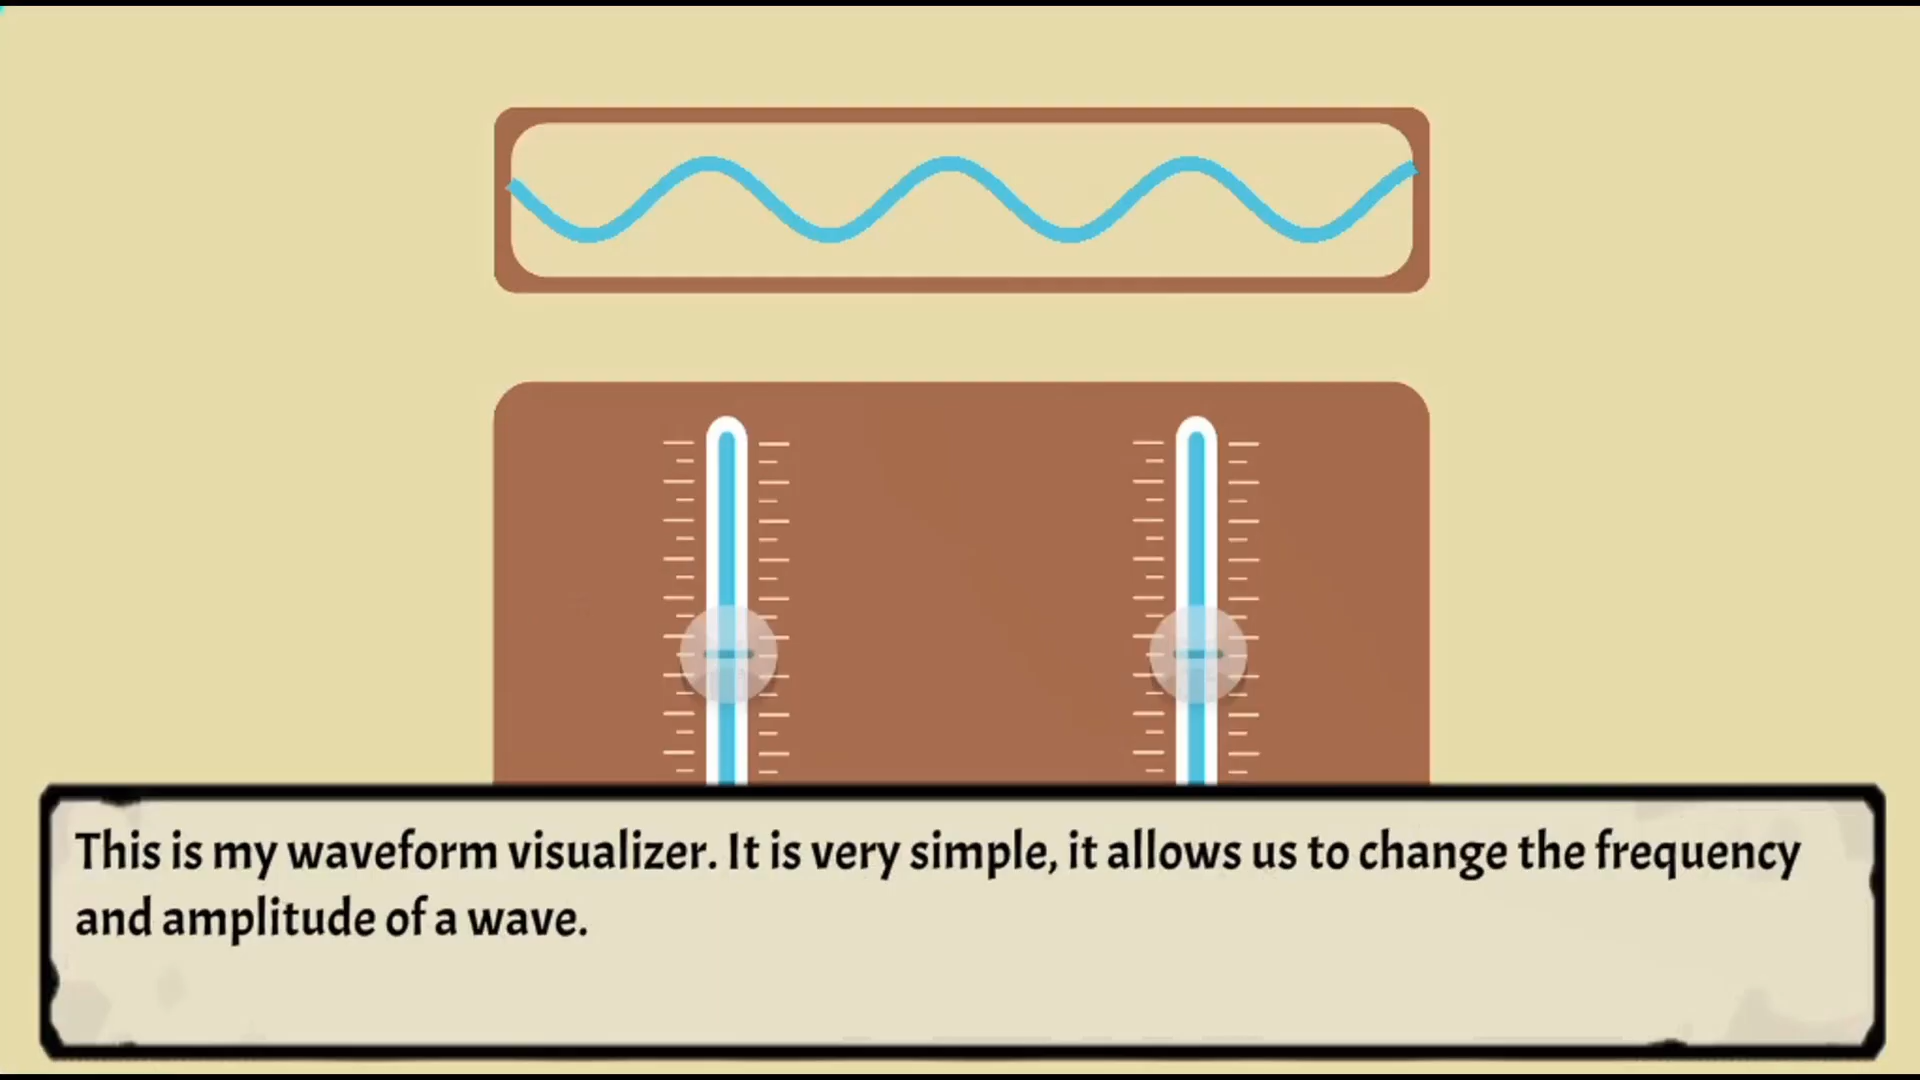 This is my waveform visualizer. It is very simple, it allows us to change the frequency
and amplitude of a wave.